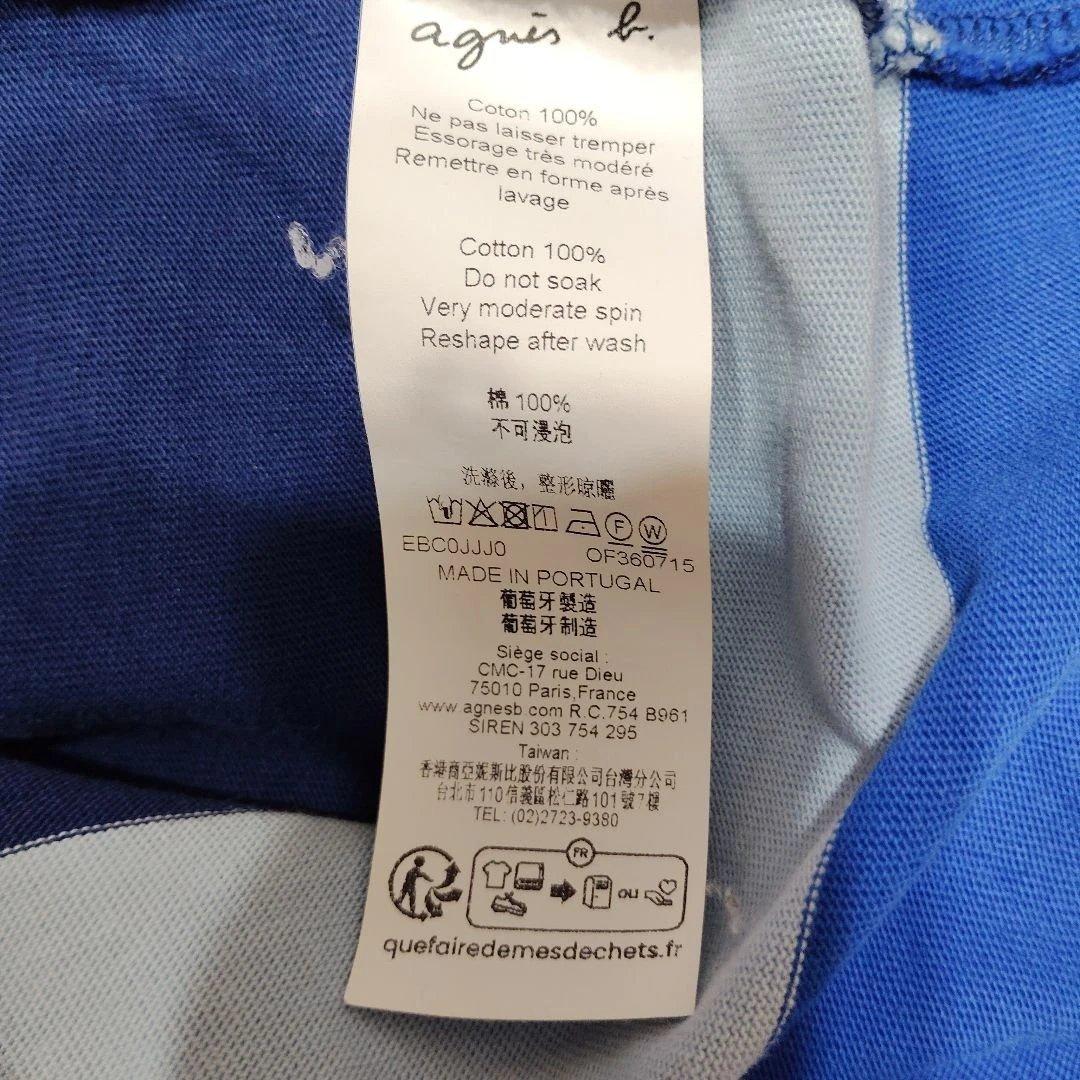 agnès b.
Coton 100%
Ne pas laisser tremper
Essorage très modéré
Remettre en forme après
lavage
Cotton 100%
Do not soak
Very moderate spin
Reshape after wash
棉 100%
不可浸泡
洗滌後，整形晾曬
F W
EBC0JJJ0 OF360715
MADE IN PORTUGAL
葡萄牙製造
葡萄牙制造
Siège social :
CMC-17 rue Dieu
75010 Paris,France
www.agnesb.com R.C.754 B961
SIREN 303 754 295
Taiwan :
香港商亞妮斯比股份有限公司台灣分公司
台北市110信義區松仁路101號7樓
TEL: (02)2723-9380
FR
OU
quefairedemesdechets.fr